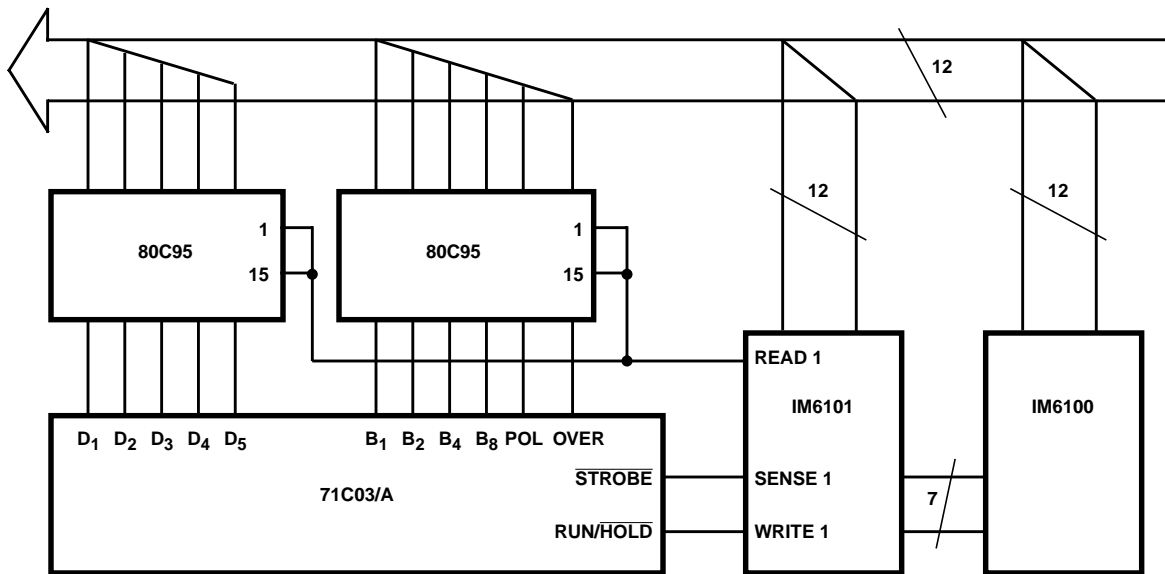 12
12
12
80C95
1
15
80C95
1
15
READ 1
IM6101
IM6100
D1 D2 D3 D4 D5
B1 B2 B4 B8 POL OVER
71C03/A
STROBE
SENSE 1
7
RUN/HOLD
WRITE 1